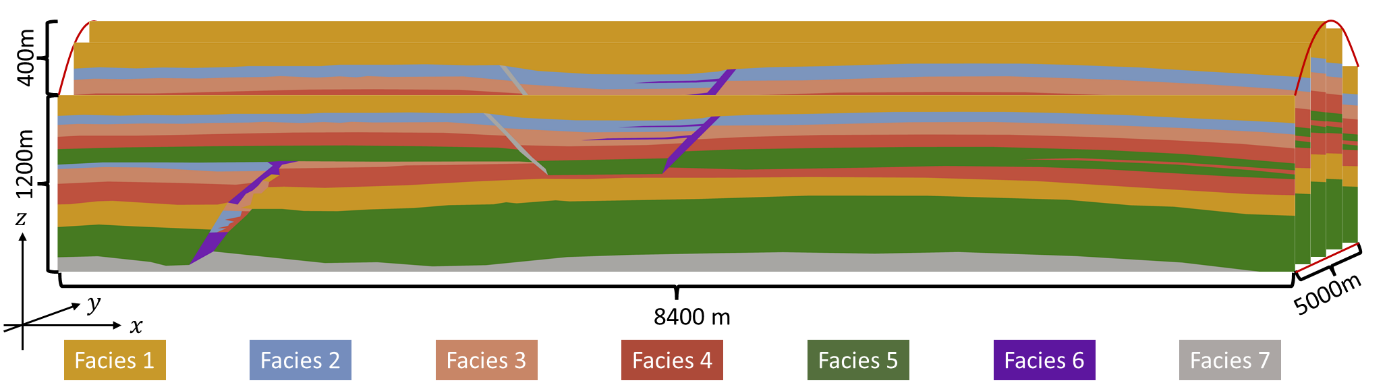 400m
1200m
z
y
x
8400 m
5000m
Facies 1
Facies 2
Facies 3
Facies 4
Facies 5
Facies 6
Facies 7